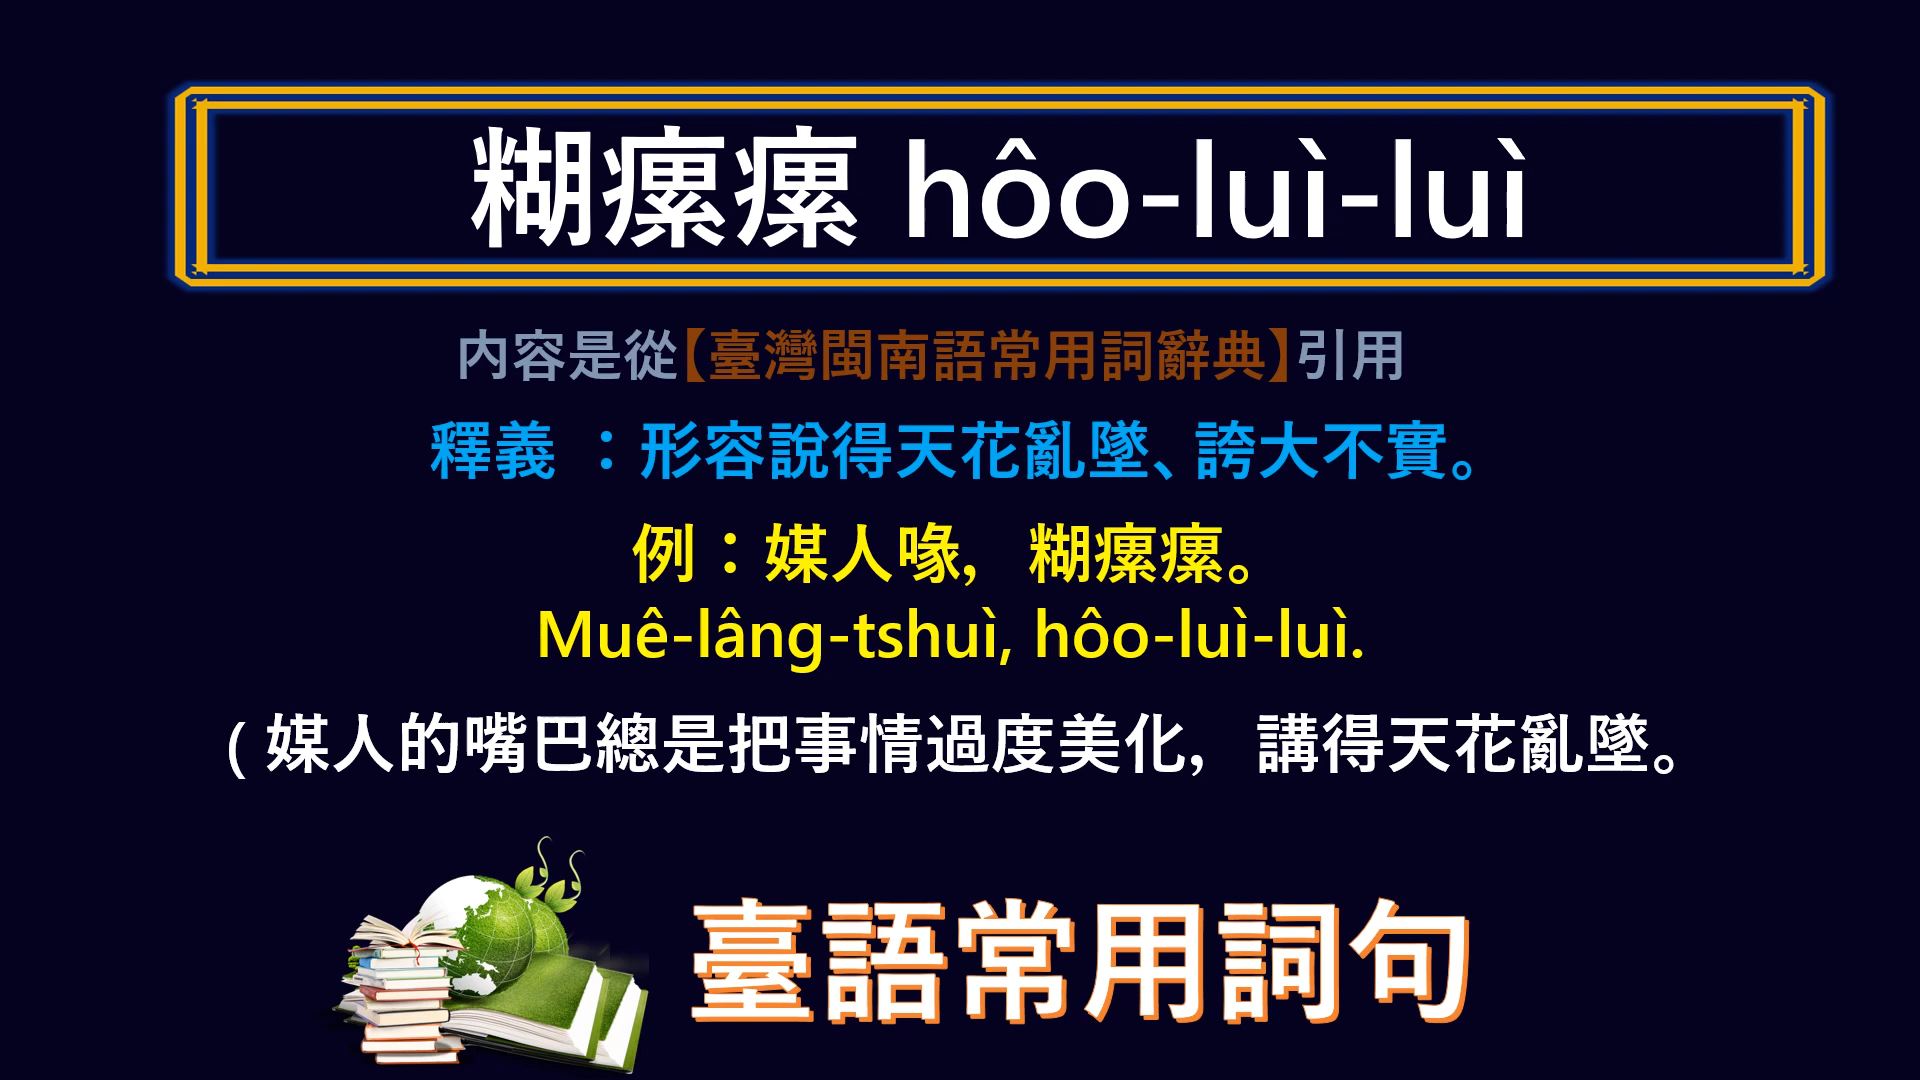 糊瘰瘰 hôo-luì-luì
內容是從【臺灣閩南語常用詞辭典】引用
釋義 ：形容說得天花亂墜、誇大不實。
例：媒人喙，糊瘰瘰。
Muê-lâng-tshuì, hôo-luì-luì.
(媒人的嘴巴總是把事情過度美化，講得天花亂墜。
臺語常用詞句